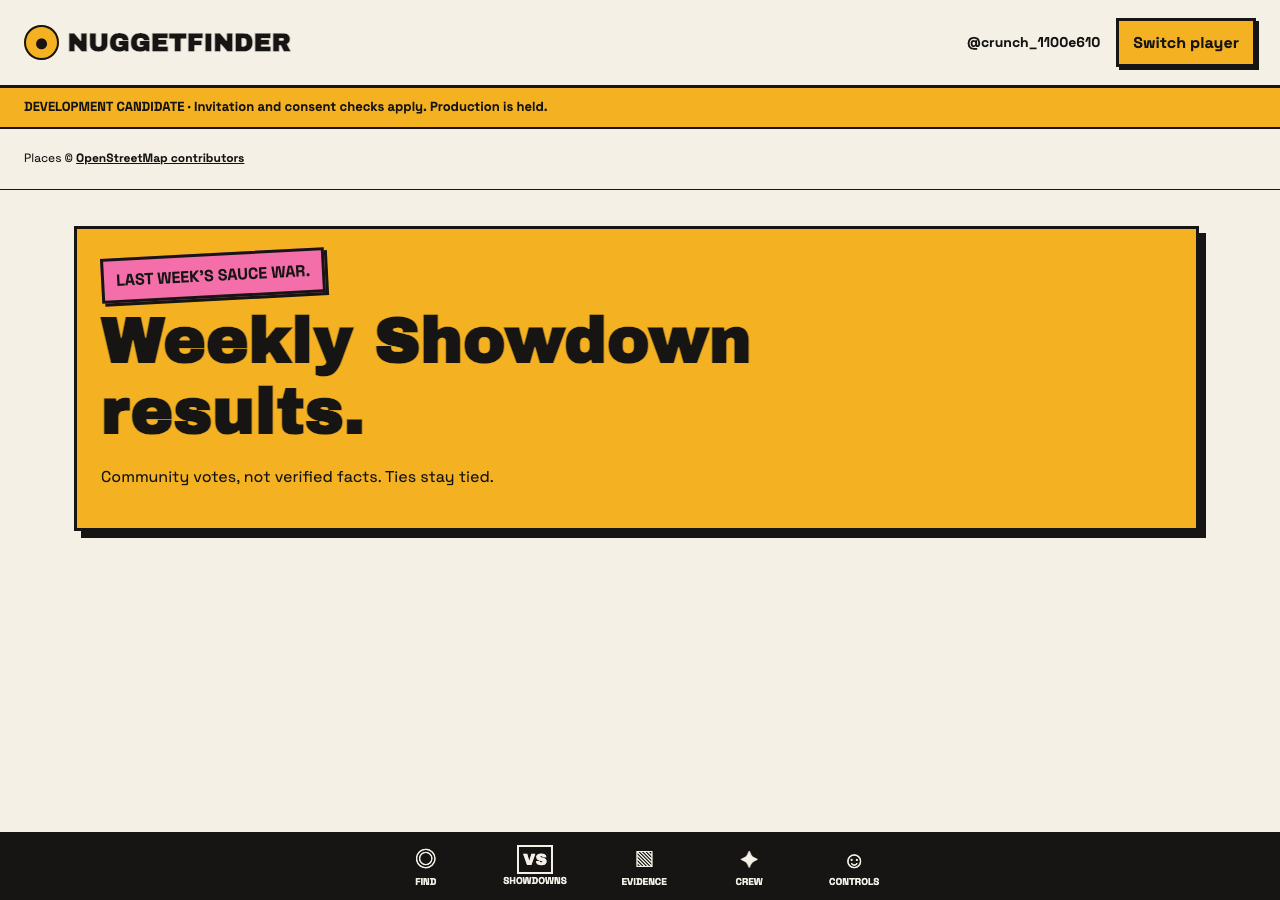 NUGGETFINDER
@crunch_1100e610
Switch player
DEVELOPMENT CANDIDATE · Invitation and consent checks apply. Production is held.
Places © OpenStreetMap contributors
LAST WEEK'S SAUCE WAR.
Weekly Showdown
results.
Community votes, not verified facts. Ties stay tied.
VS
FIND
SHOWDOWNS
EVIDENCE
CREW
CONTROLS